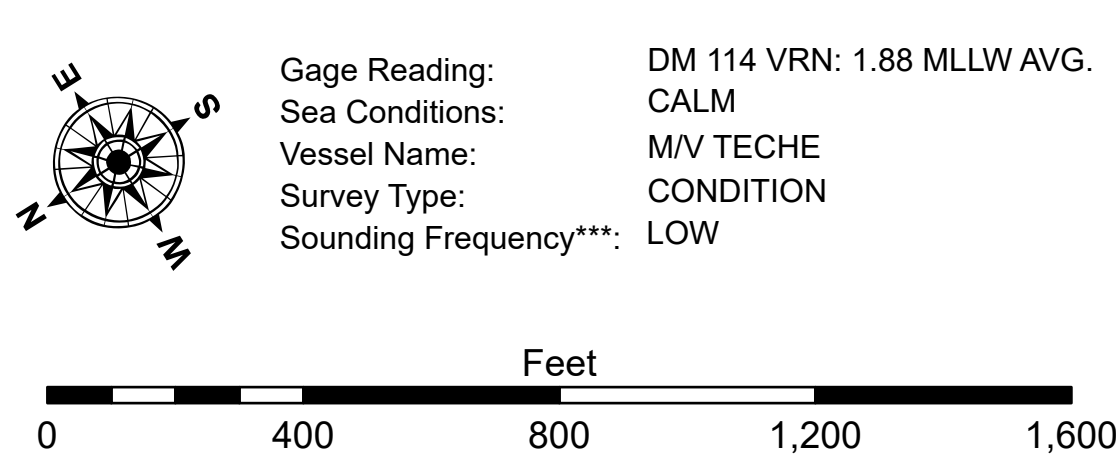 E
S
N
W
Gage Reading: DM 114 VRN: 1.88 MLLW AVG.
Sea Conditions: CALM
Vessel Name: M/V TECHE
Survey Type: CONDITION
Sounding Frequency***: LOW
Feet
0 400 800 1,200 1,600